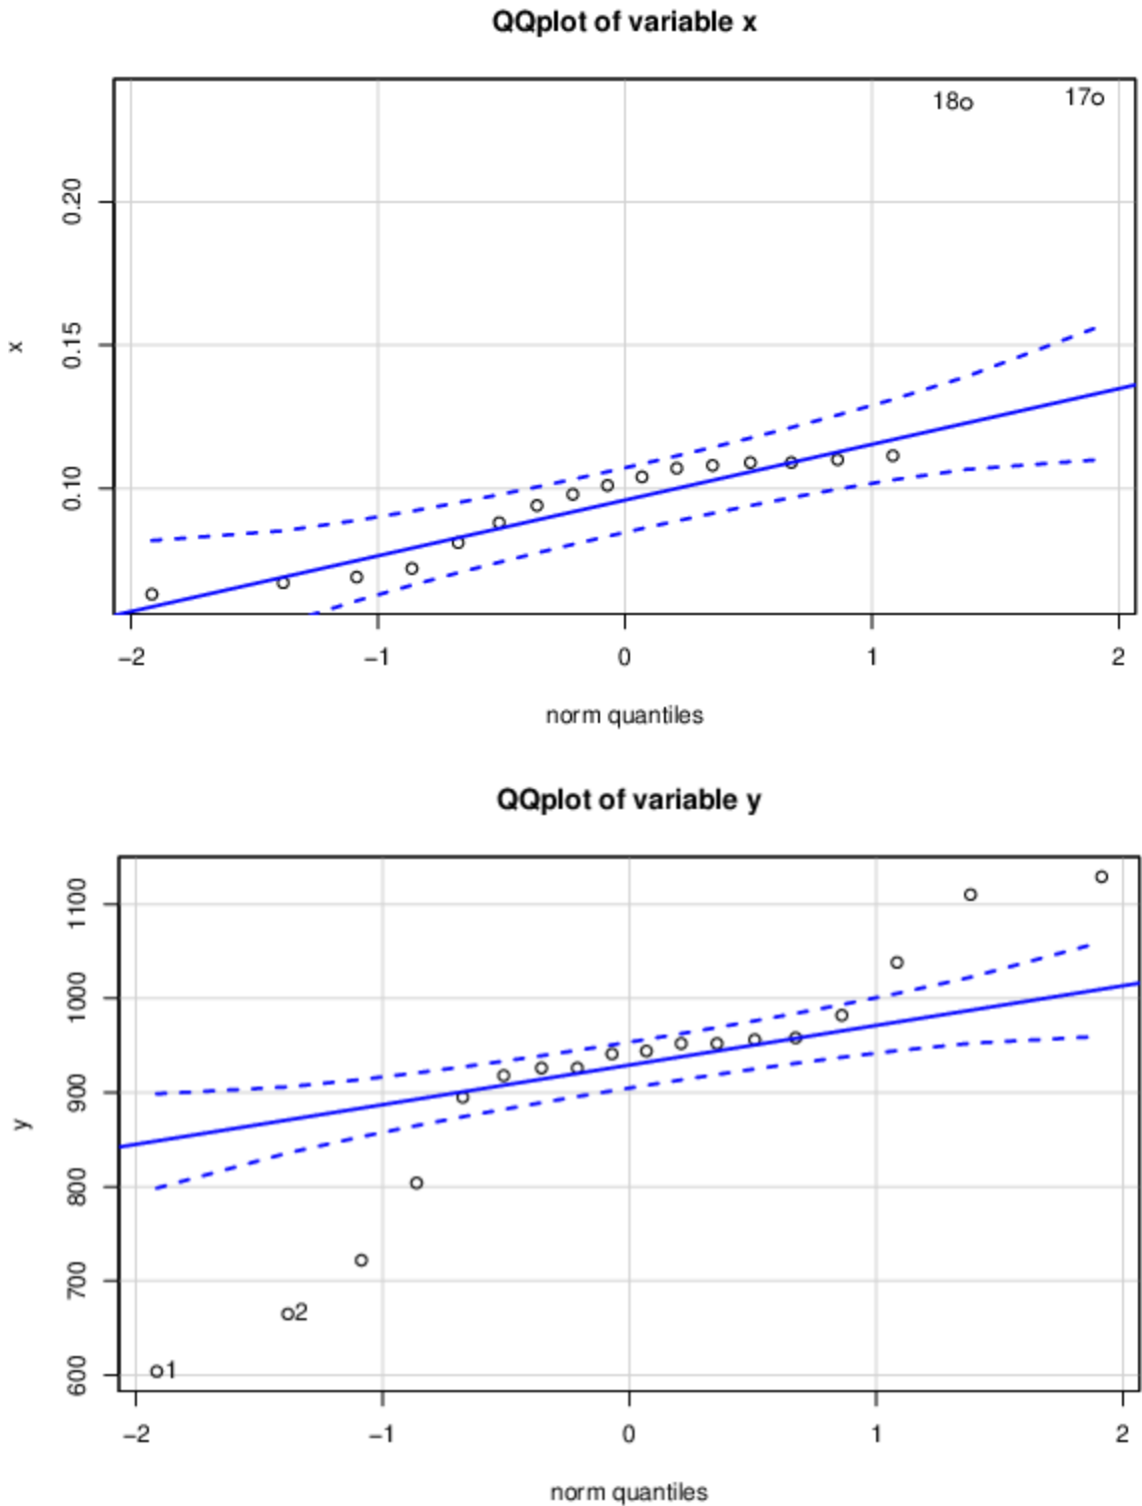 QQplot of variable x
18 17
0.20
0.15
0.10
x
−2 −1 0 1 2
norm quantiles
QQplot of variable y
1100
1000
900
800
700
600
y
2
1
−2 −1 0 1 2
norm quantiles